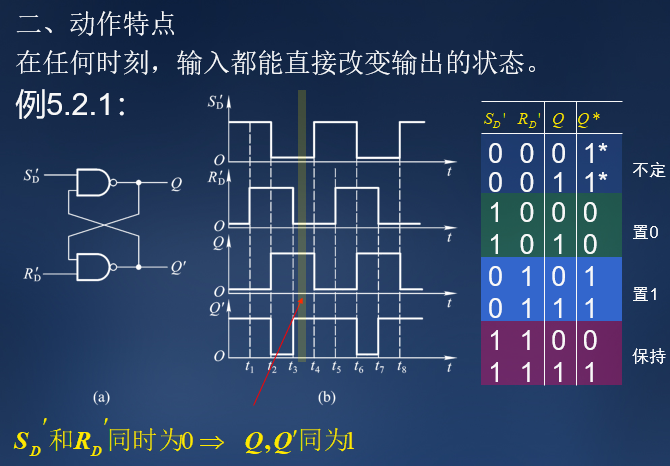 二、动作特点
在任何时刻，输入都能直接改变输出的状态。
例5.2.1：
S_D' Q
R_D' Q'
(a)
S_D'
O t
R_D'
O t
Q
O t
Q'
O t_1 t_2 t_3 t_4 t_5 t_6 t_7 t_8 t
(b)
S_D' R_D' Q Q*
0 0 0 1*
0 0 1 1*
不定
1 0 0 0
1 0 1 0
置0
0 1 0 1
0 1 1 1
置1
1 1 0 0
1 1 1 1
保持
S_D'和R_D'同时为0⇒ Q,Q'同为1